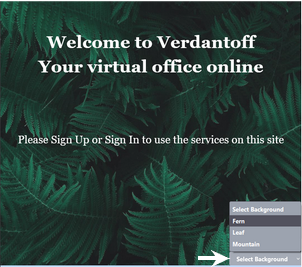 Welcome to Verdantoff
Your virtual office online
Please Sign Up or Sign In to use the services on this site
Select Background
Fern
Leaf
Mountain
Select Background